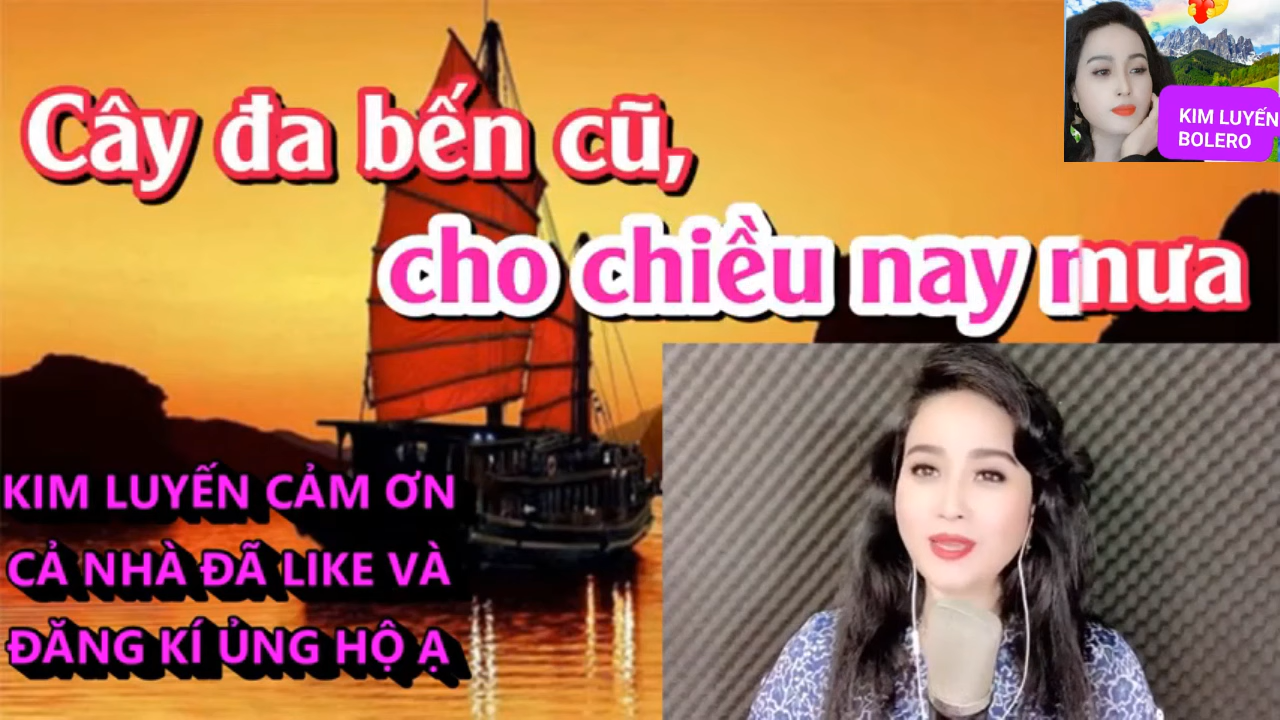 Cây đa bến cũ,
cho chiều nay mưa
KIM LUYẾN
BOLERO
KIM LUYẾN CẢM ƠN
CẢ NHÀ ĐÃ LIKE VÀ
ĐĂNG KÍ ỦNG HỘ Ạ